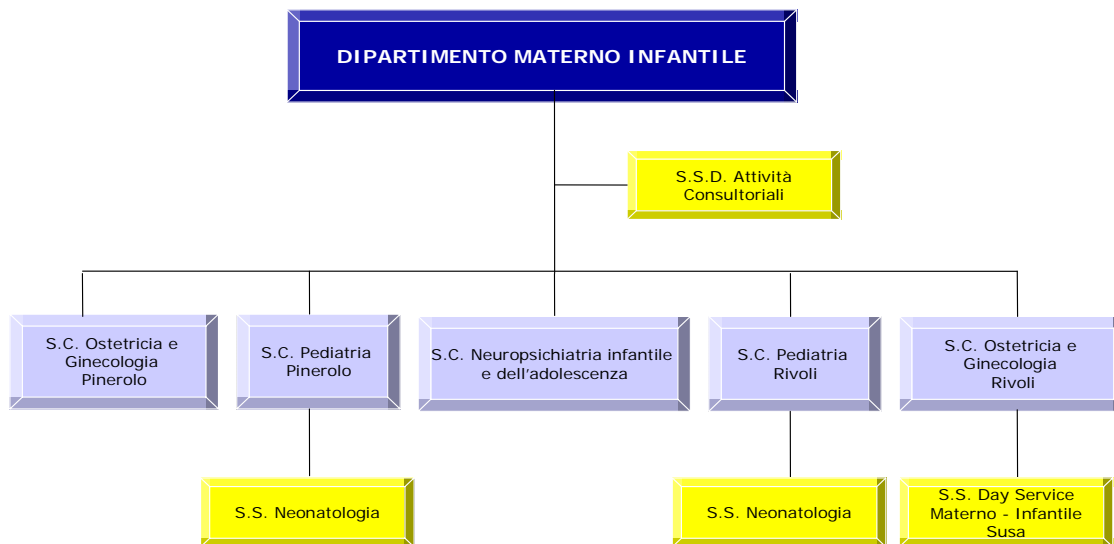 DIPARTIMENTO MATERNO INFANTILE
S.S.D. Attività
Consultoriali
S.C. Ostetricia e
Ginecologia
Pinerolo
S.C. Pediatria
Pinerolo
S.C. Neuropsichiatria infantile
e dell'adolescenza
S.C. Pediatria
Rivoli
S.C. Ostetricia e
Ginecologia
Rivoli
S.S. Neonatologia
S.S. Neonatologia
S.S. Day Service
Materno - Infantile
Susa